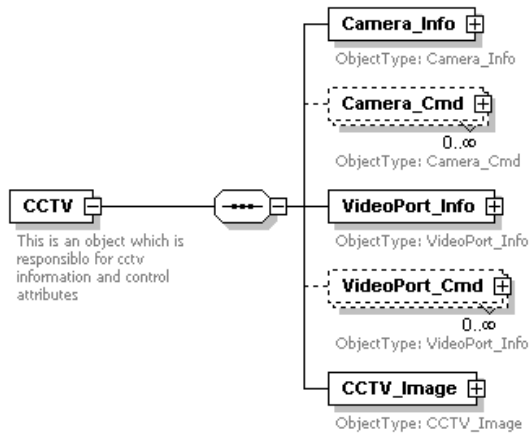 Camera_Info
ObjectType: Camera_Info
Camera_Cmd
0..∞
ObjectType: Camera_Cmd
CCTV
This is an object which is
responsiblo for cctv
information and control
attributes
VideoPort_Info
ObjectType: VideoPort_Info
VideoPort_Cmd
0..∞
ObjectType: VideoPort_Info
CCTV_Image
ObjectType: CCTV_Image